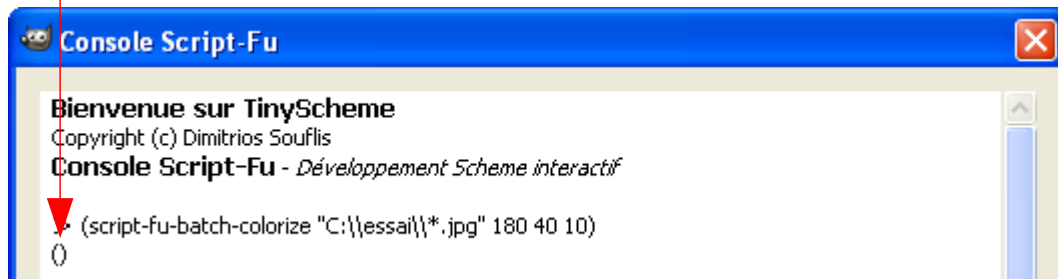 Console Script-Fu
Bienvenue sur TinyScheme
Copyright (c) Dimitrios Souflis
Console Script-Fu - Développement Scheme interactif
> (script-fu-batch-colorize "C:\\essai\\*.jpg" 180 40 10)
()